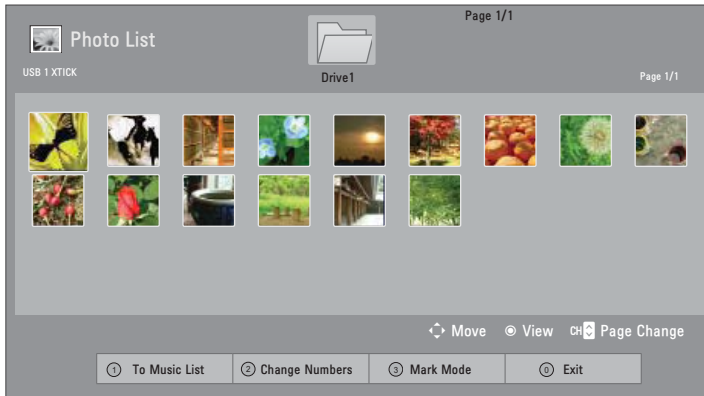 Page 1/1
Photo List
USB 1 XTICK
Drive1
Page 1/1
Move
View
CH Page Change
1 To Music List
2 Change Numbers
3 Mark Mode
0 Exit